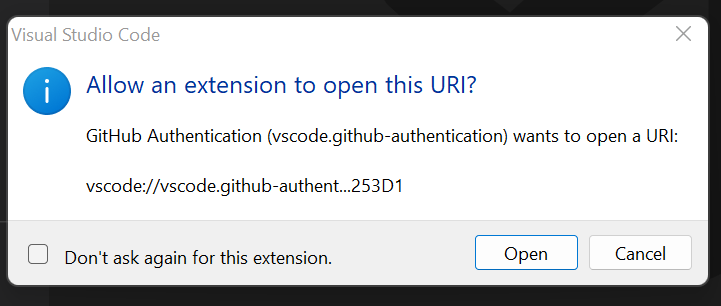 Visual Studio Code
Allow an extension to open this URI?
GitHub Authentication (vscode.github-authentication) wants to open a URI:
vscode://vscode.github-authent...253D1
Don't ask again for this extension.
Open
Cancel